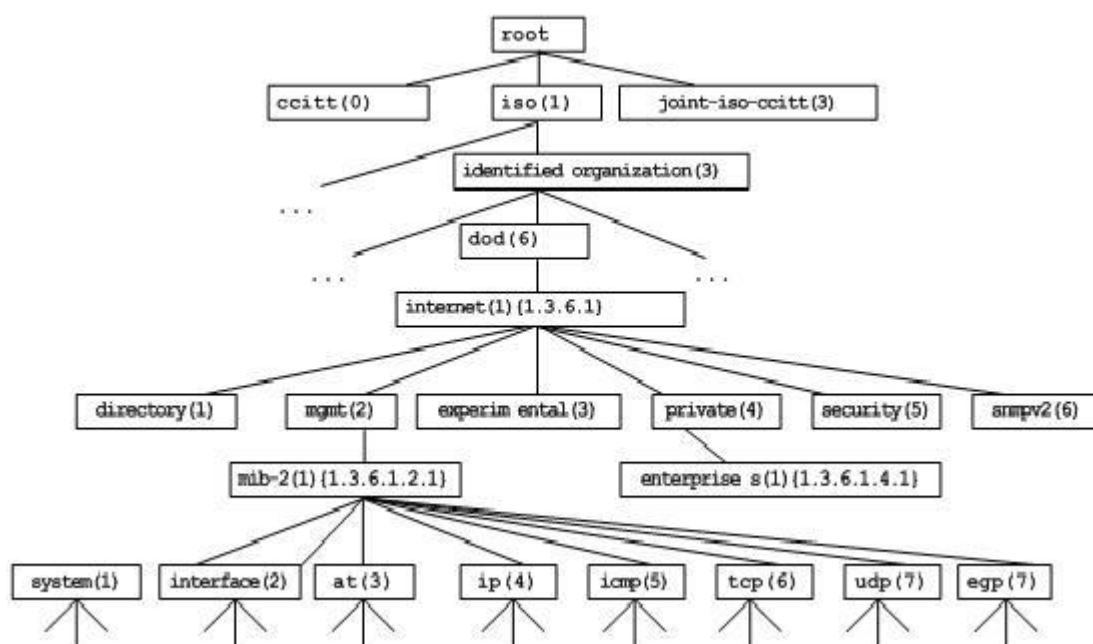 root
ccitt(0)
iso(1)
joint-iso-ccitt(3)
identified organization(3)
...
dod(6)
...
...
internet(1){1.3.6.1}
directory(1)
mgmt(2)
experim ental(3)
private(4)
security(5)
snmpv2(6)
mib-2(1){1.3.6.1.2.1}
enterprise s(1){1.3.6.1.4.1}
system(1)
interface(2)
at(3)
ip(4)
icmp(5)
tcp(6)
udp(7)
egp(7)